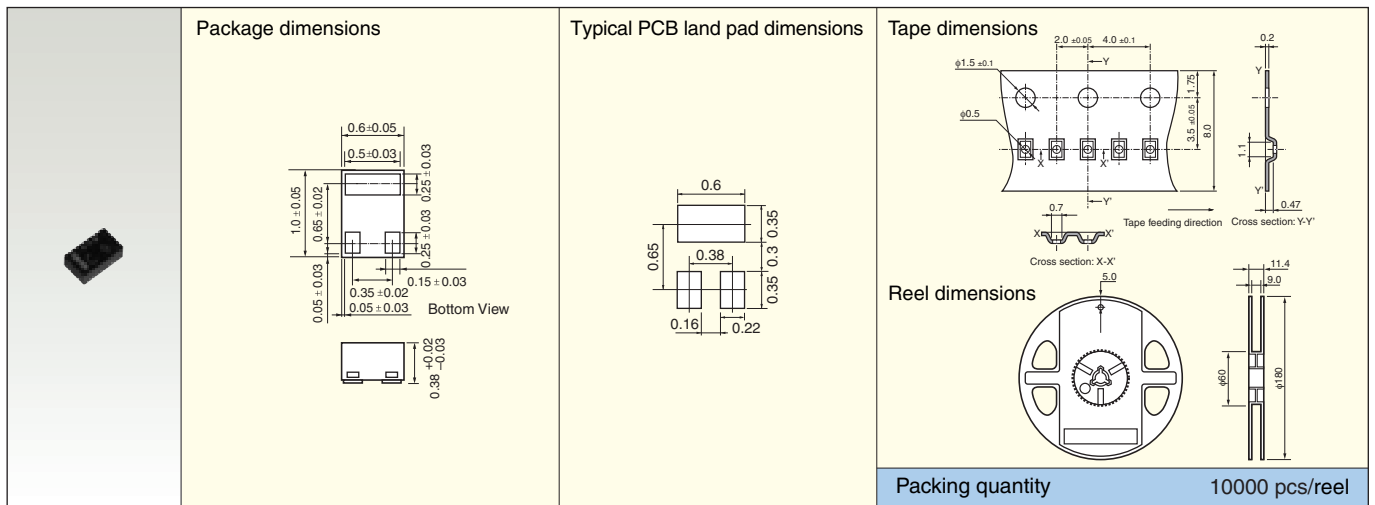 Package dimensions
0.6±0.05
0.5±0.03
0.25 ± 0.03
1.0 ± 0.05
0.65 ± 0.02
0.25 ± 0.03
0.05 ± 0.03
0.15 ± 0.03
0.35 ±0.02
0.05 ± 0.03
Bottom View
0.38 +0.02 −0.03
Typical PCB land pad dimensions
0.6
0.35
0.3
0.65
0.38
0.35
0.16
0.22
Tape dimensions
2.0 ±0.05
4.0 ±0.1
0.2
Y
Y
φ1.5 ±0.1
1.75
φ0.5
3.5 ±0.05
8.0
1.1
X
X'
Y'
Y'
0.7
0.47
Tape feeding direction
Cross section: Y-Y'
X
X'
Cross section: X-X'
Reel dimensions
5.0
11.4
9.0
φ60
φ180
Packing quantity
10000 pcs/reel